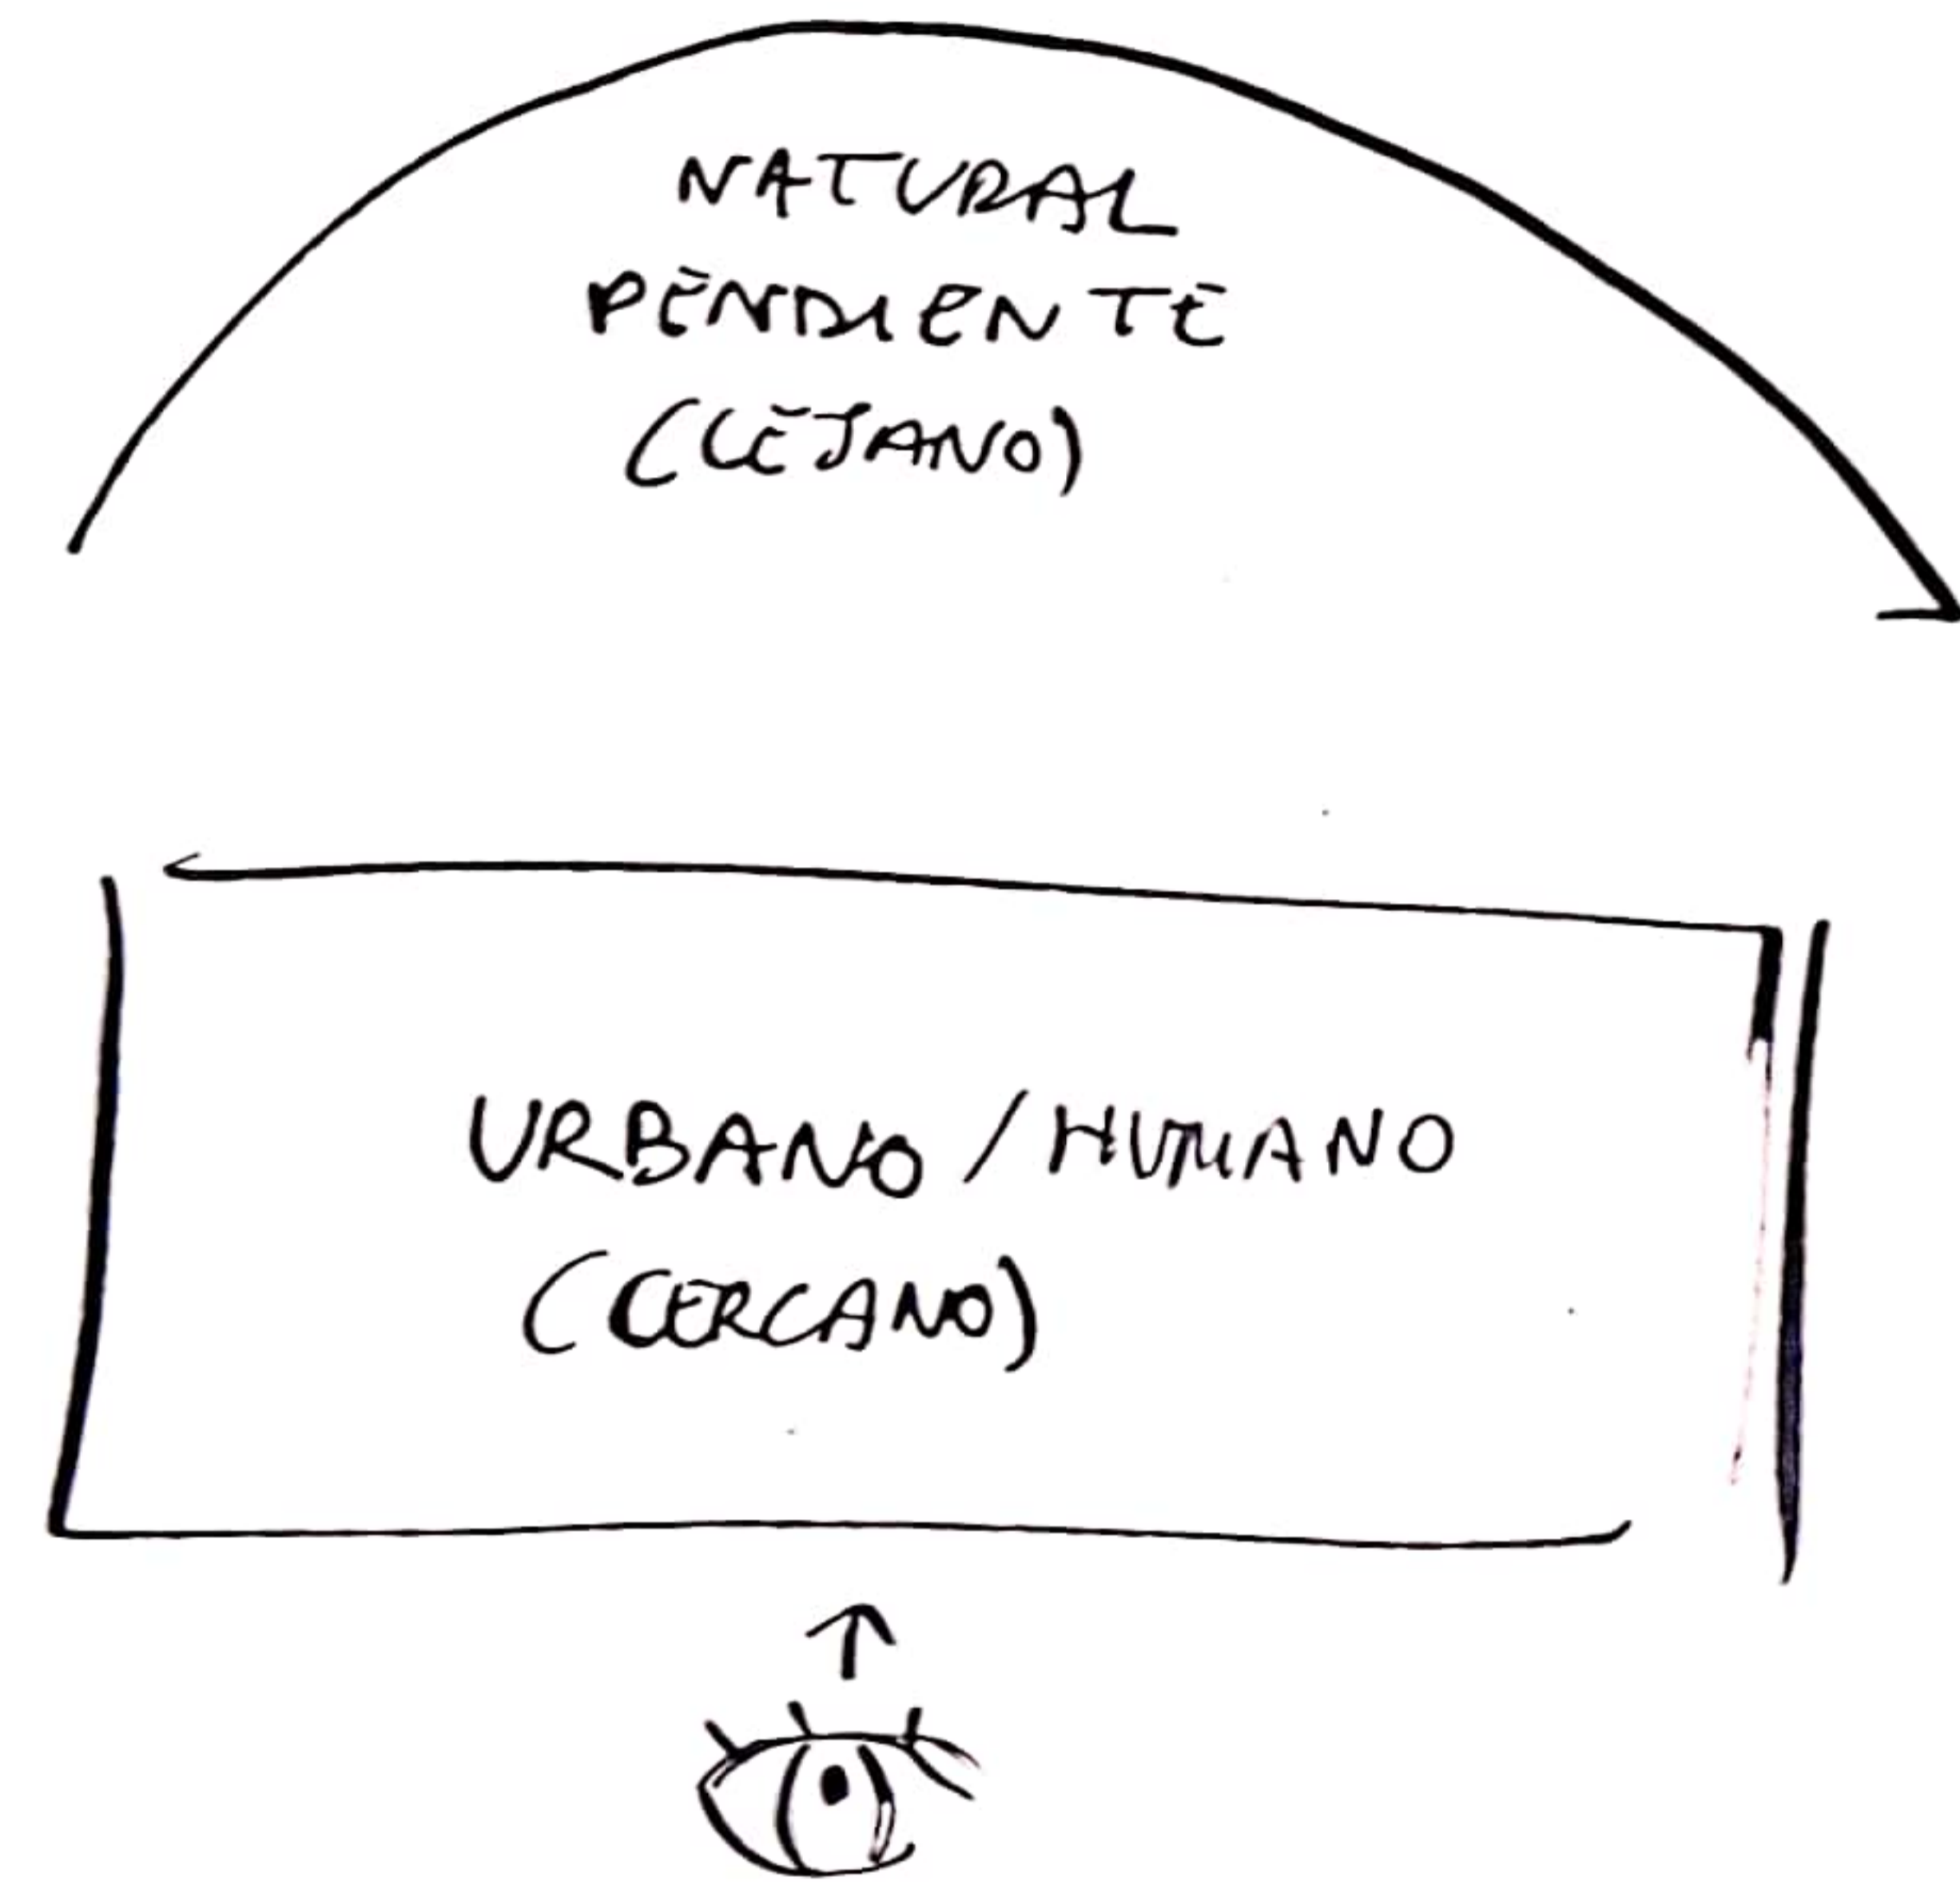 NATURAL
PENDIENTE
(LEJANO)
URBANO / HUMANO
(CERCANO)